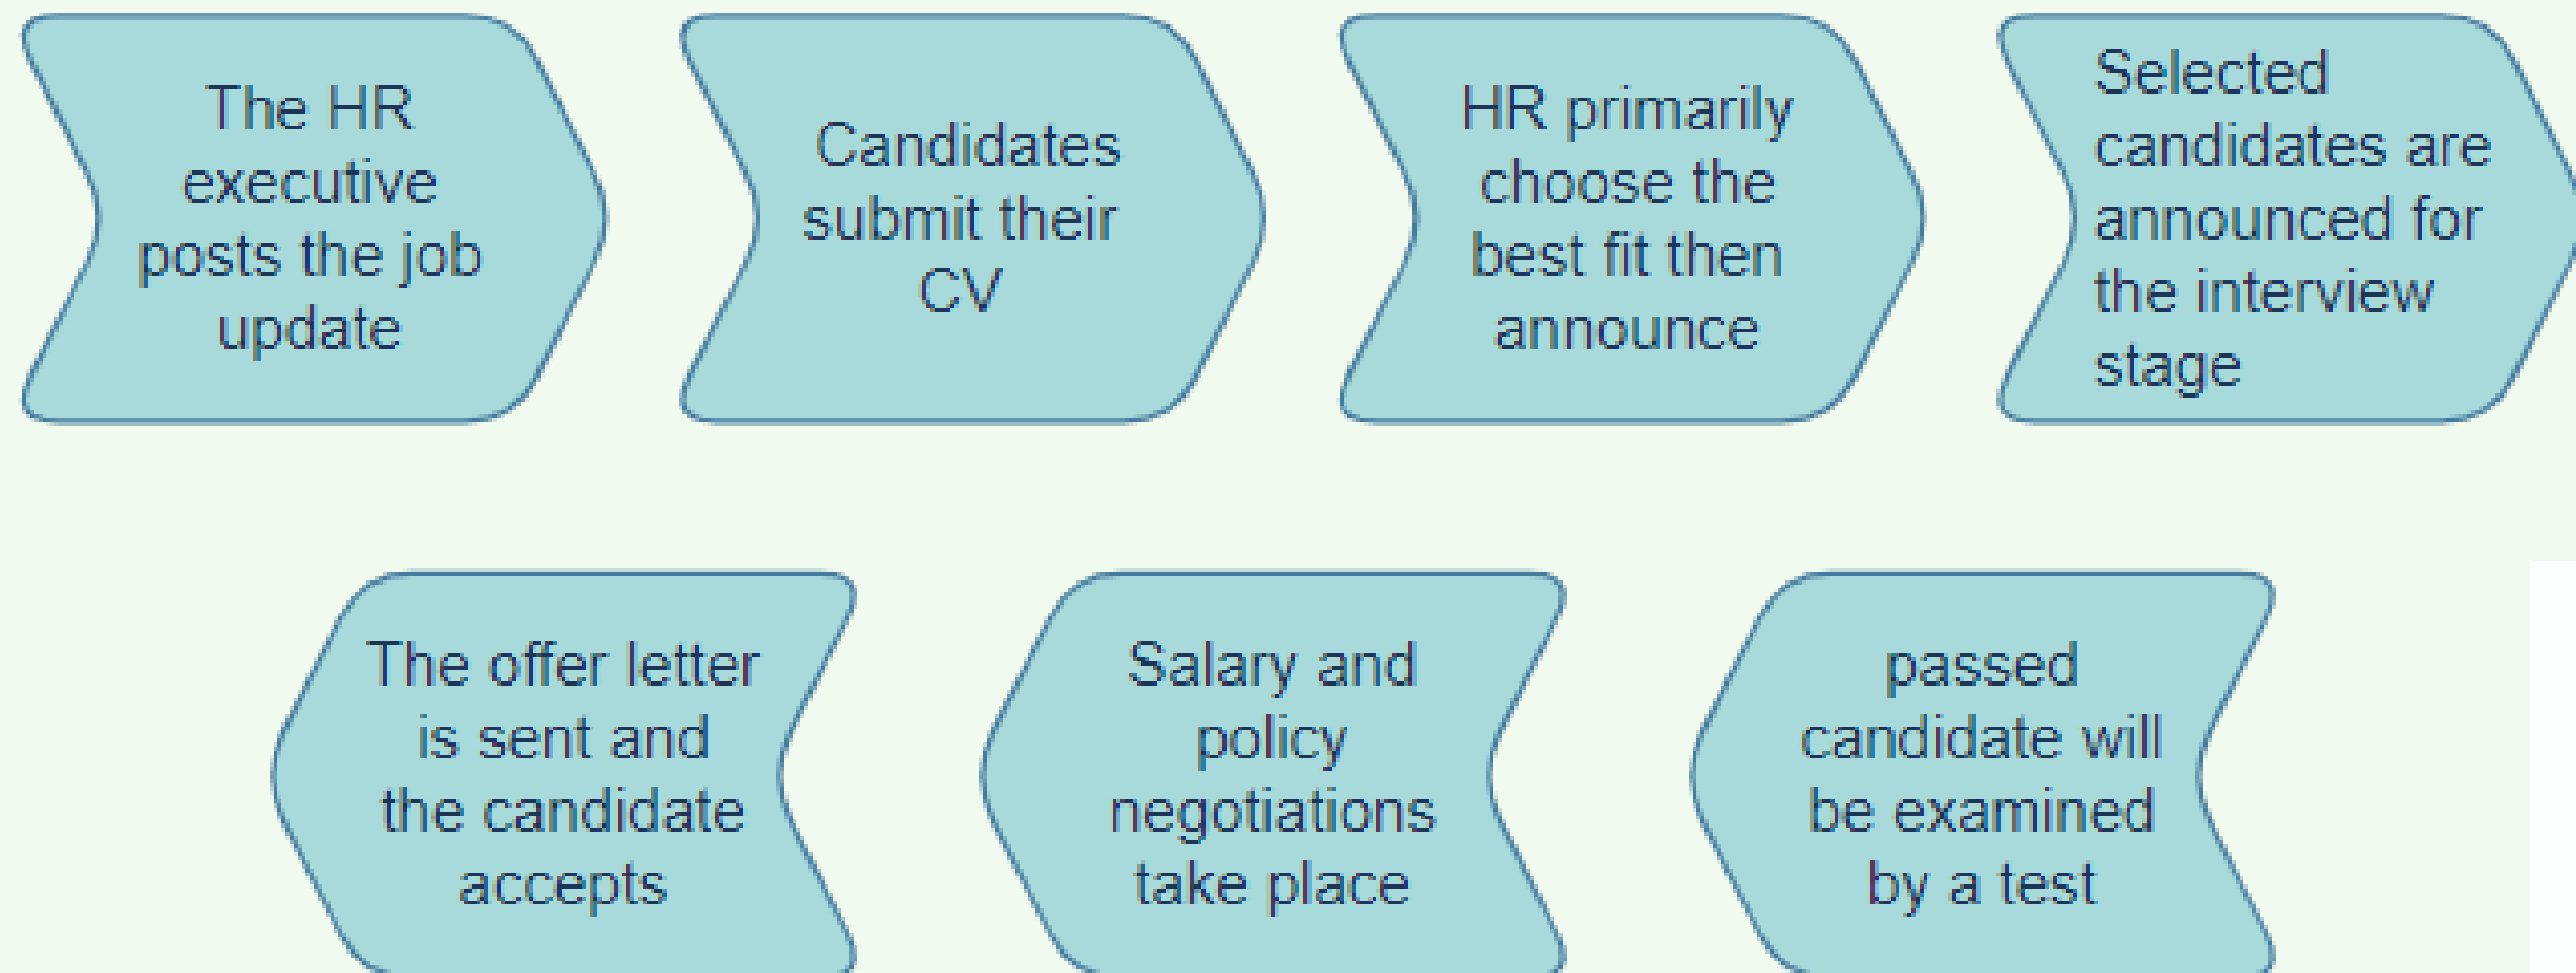 The HR
executive
posts the job
update
Candidates
submit their
CV
HR primarily
choose the
best fit then
announce
Selected
candidates are
announced for
the interview
stage
passed
candidate will
be examined
by a test
Salary and
policy
negotiations
take place
The offer letter
is sent and
the candidate
accepts